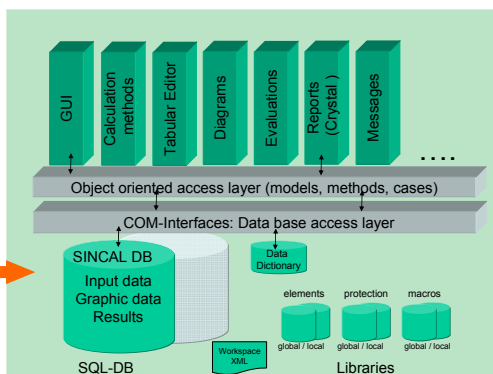 GUI
Calculation
methods
Tabular Editor
Diagrams
Evaluations
Reports
(Crystal )
Messages
. . . .
Object oriented access layer (models, methods, cases)
COM-Interfaces: Data base access layer
SINCAL DB
Input data
Graphic data
Results
Data
Dictionary
elements
protection
macros
global / local
global / local
global / local
Workspace
XML
SQL-DB
Libraries